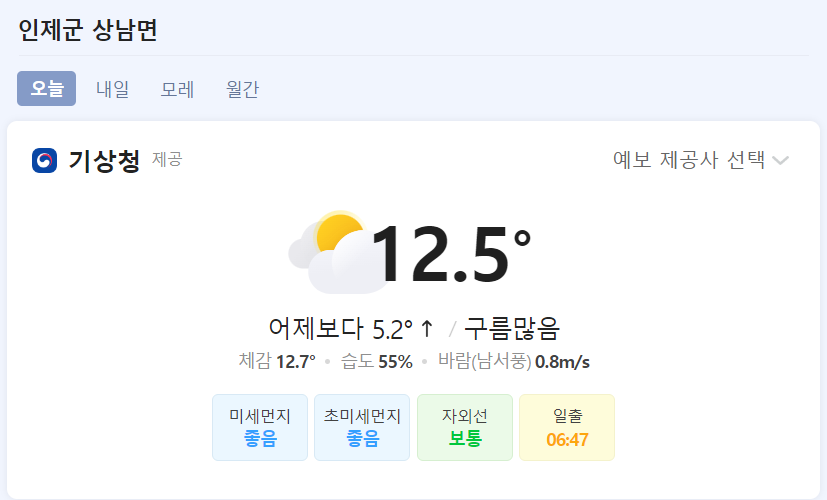 인제군 상남면
오늘 내일 모레 월간
기상청 제공 예보 제공사 선택
12.5°
어제보다 5.2° ↑ / 구름많음
체감 12.7° • 습도 55% • 바람(남서풍) 0.8m/s
미세먼지 초미세먼지 자외선 일출
좋음 좋음 보통 06:47